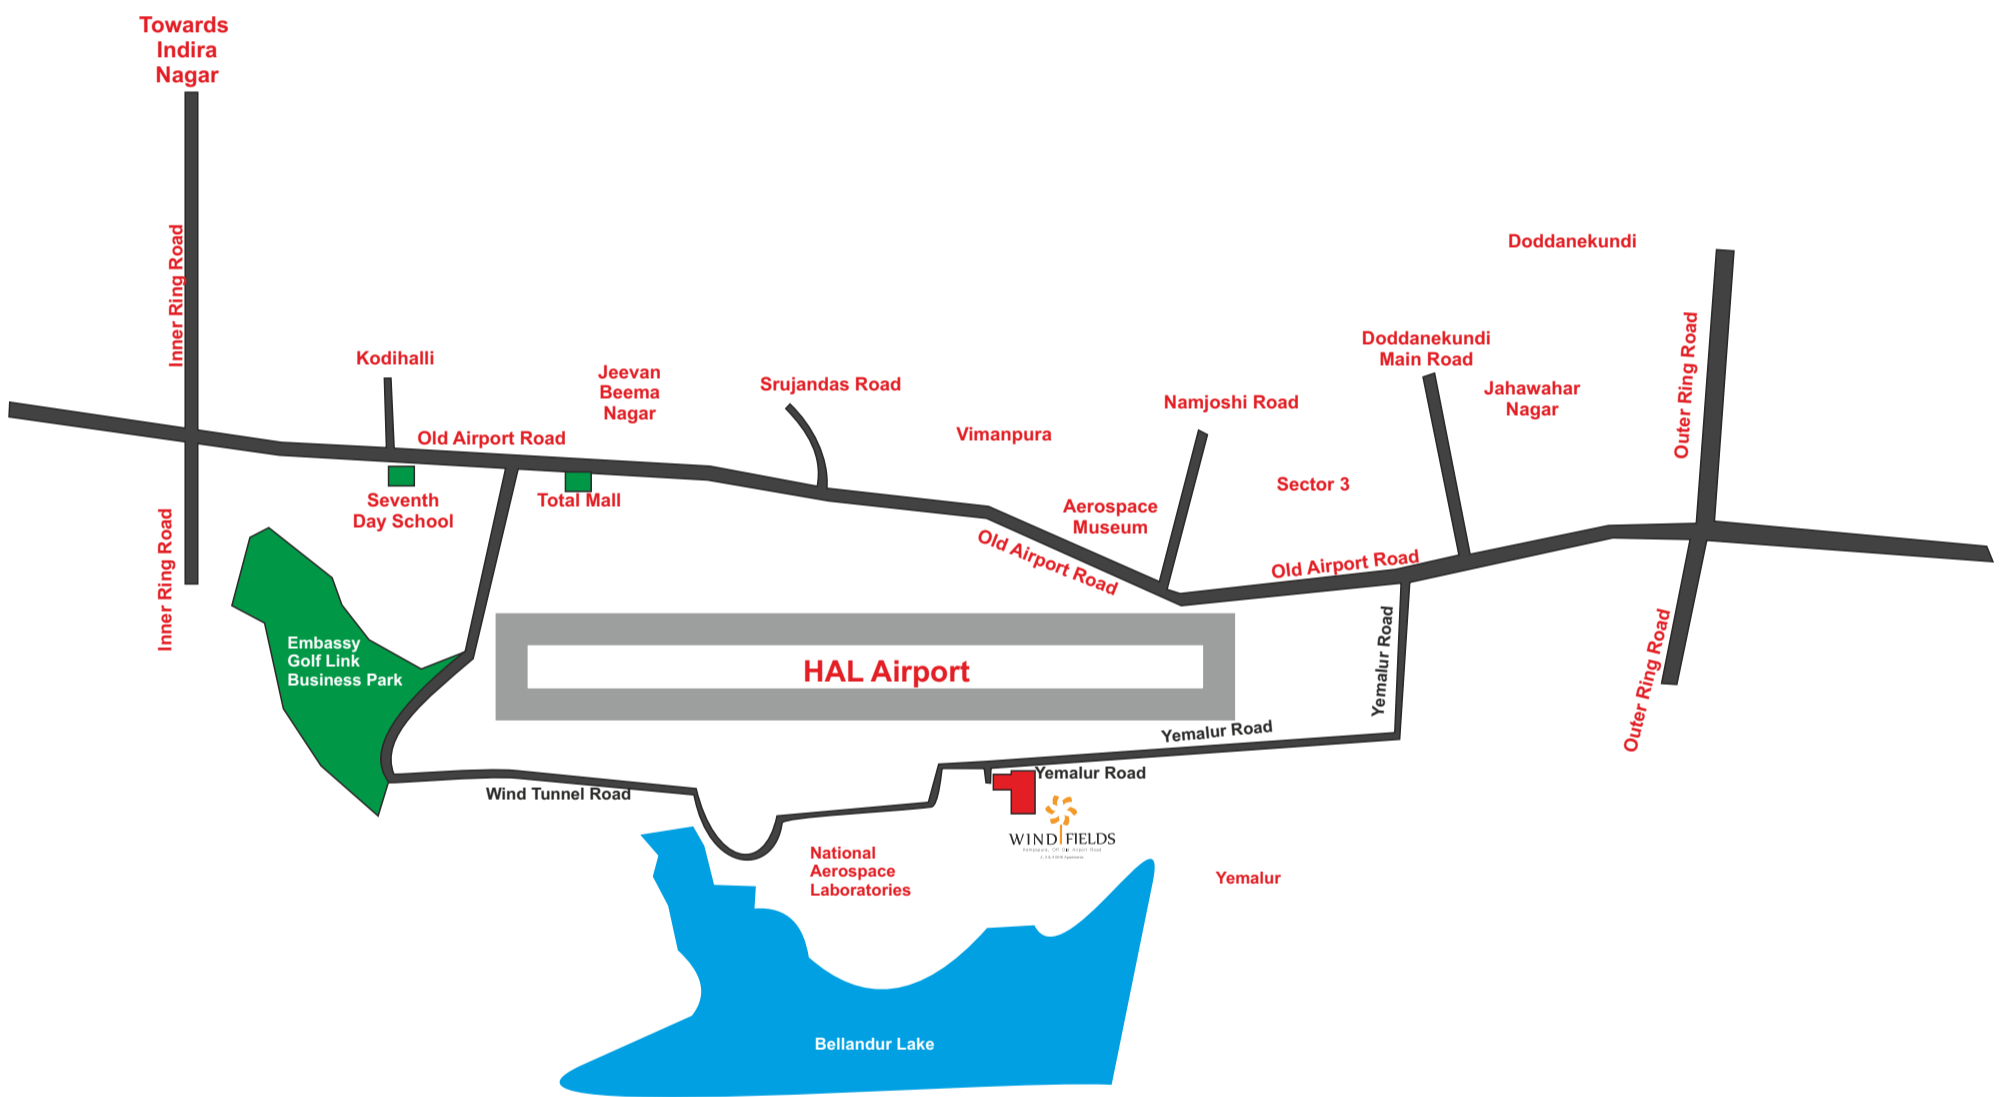 Towards
Indira
Nagar
Inner Ring Road
Doddanekundi
Outer Ring Road
Doddanekundi
Main Road
Kodihalli
Jeevan
Beema
Nagar
Srujandas Road
Jahawahar
Nagar
Namjoshi Road
Vimanpura
Old Airport Road
Sector 3
Seventh
Day School
Total Mall
Aerospace
Museum
Old Airport Road
Old Airport Road
Inner Ring Road
Embassy
Golf Link
Business Park
HAL Airport
Yemalur Road
Outer Ring Road
Yemalur Road
Yemalur Road
Wind Tunnel Road
WIND FIELDS
National
Aerospace
Laboratories
Yemalur
Bellandur Lake